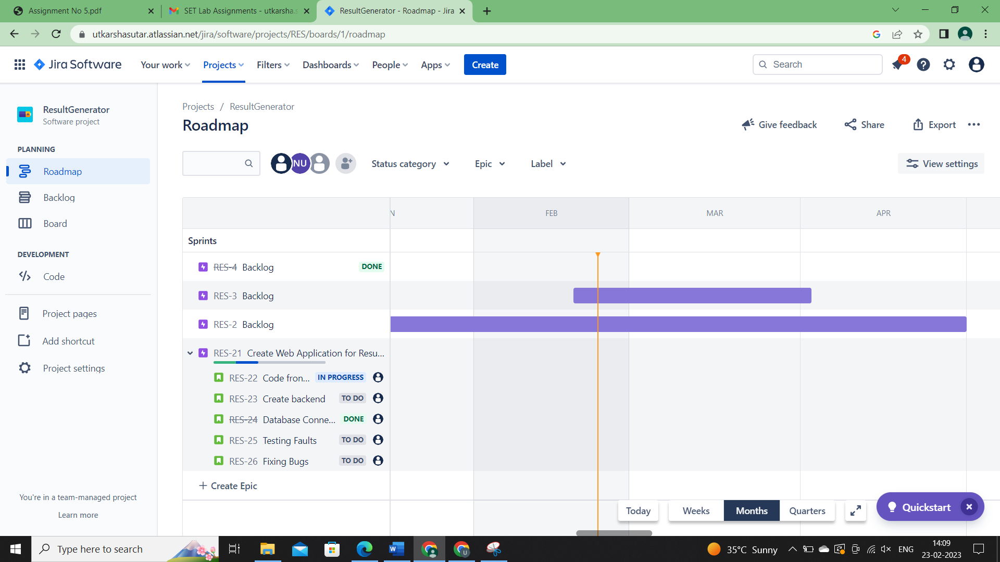 Assignment No 5.pdf
SET Lab Assignments - utkarsha.s
ResultGenerator - Roadmap - Jira
utkarshasutar.atlassian.net/jira/software/projects/RES/boards/1/roadmap
Jira Software
Your work
Projects
Filters
Dashboards
People
Apps
Create
Search
4
ResultGenerator
Software project
PLANNING
Roadmap
Backlog
Board
DEVELOPMENT
Code
Project pages
Add shortcut
Project settings
You're in a team-managed project
Learn more
Projects / ResultGenerator
Roadmap
Give feedback
Share
Export
NU
Status category
Epic
Label
View settings
N
FEB
MAR
APR
Sprints
RES-4 Backlog DONE
RES-3 Backlog
RES-2 Backlog
RES-21 Create Web Application for Resu...
RES-22 Code fron... IN PROGRESS
RES-23 Create backend TO DO
RES-24 Database Conne... DONE
RES-25 Testing Faults TO DO
RES-26 Fixing Bugs TO DO
+ Create Epic
Today
Weeks
Months
Quarters
Quickstart
Type here to search
U
35°C Sunny
ENG
14:09
23-02-2023